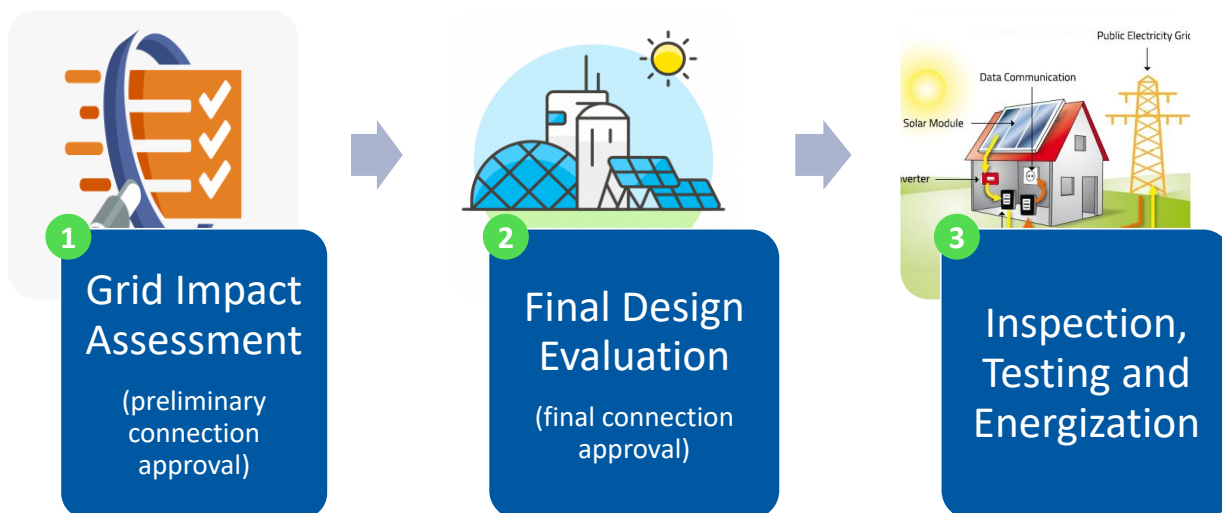 1
Grid Impact
Assessment
(preliminary
connection
approval)
2
Final Design
Evaluation
(final connection
approval)
Public Electricity Gric
Data Communication
Solar Module
verter
3
Inspection,
Testing and
Energization